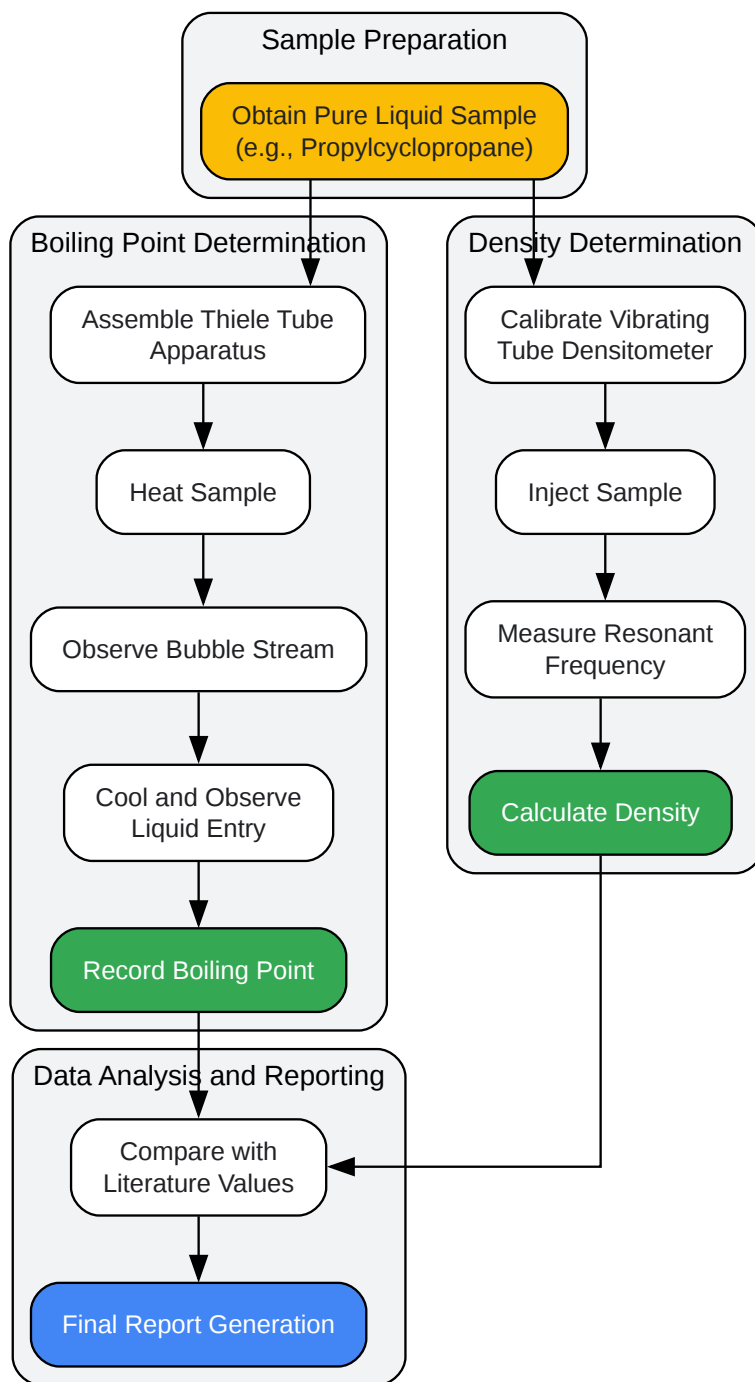 Sample Preparation
Obtain Pure Liquid Sample
(e.g., Propylcyclopropane)
Boiling Point Determination
Assemble Thiele Tube
Apparatus
Heat Sample
Observe Bubble Stream
Cool and Observe
Liquid Entry
Record Boiling Point
Density Determination
Calibrate Vibrating
Tube Densitometer
Inject Sample
Measure Resonant
Frequency
Calculate Density
Data Analysis and Reporting
Compare with
Literature Values
Final Report Generation